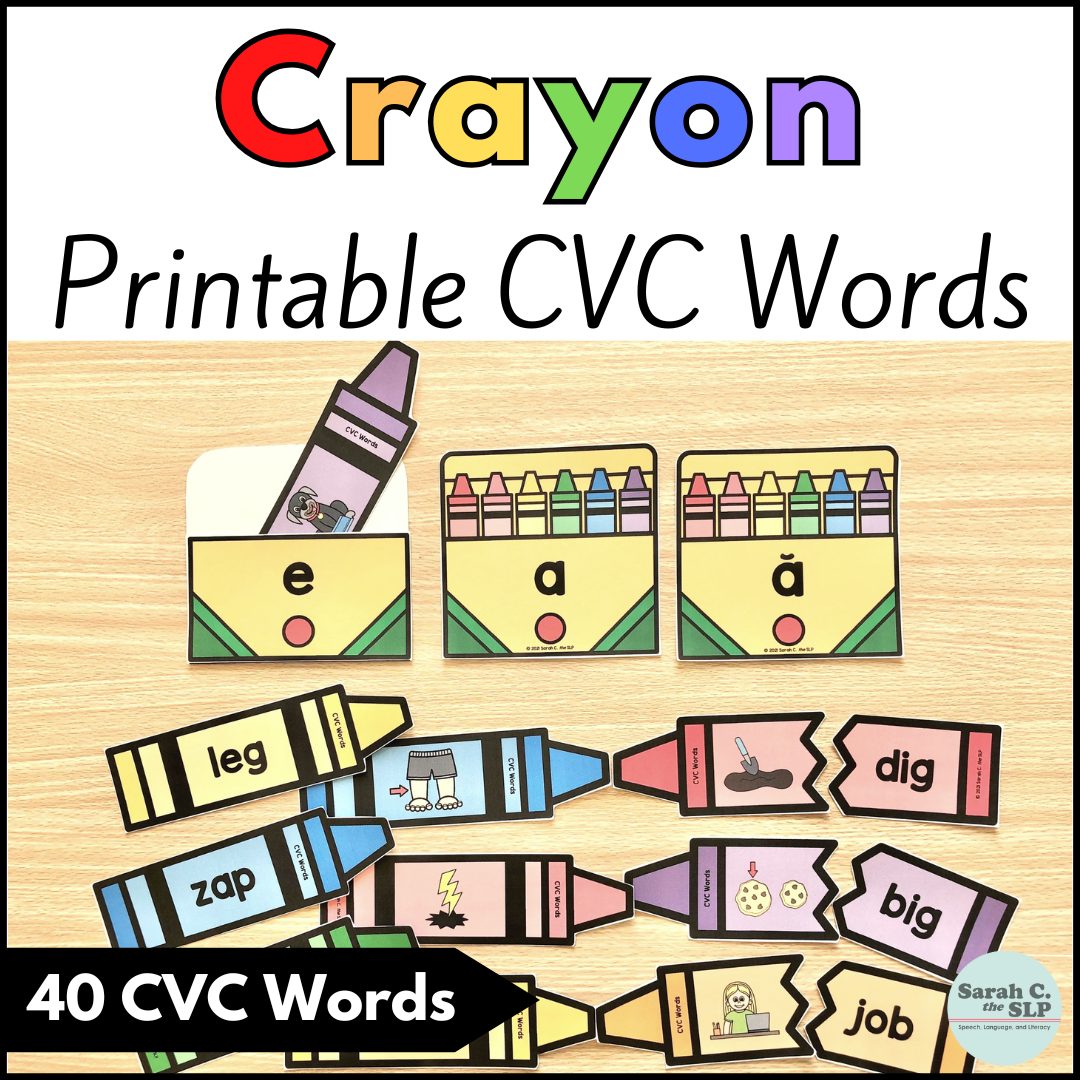 Crayon
Printable CVC Words
CVC Words
e
a
ă
© 2021 Sarah C. the SLP
© 2021 Sarah C. the SLP
leg
CVC Words
CVC Words
CVC Words
dig
© 2021 Sarah C. the SLP
zap
CVC Words
CVC Words
CVC Words
big
40 CVC Words
CVC Words
job
Sarah C.
the SLP
Speech, Language, and Literacy